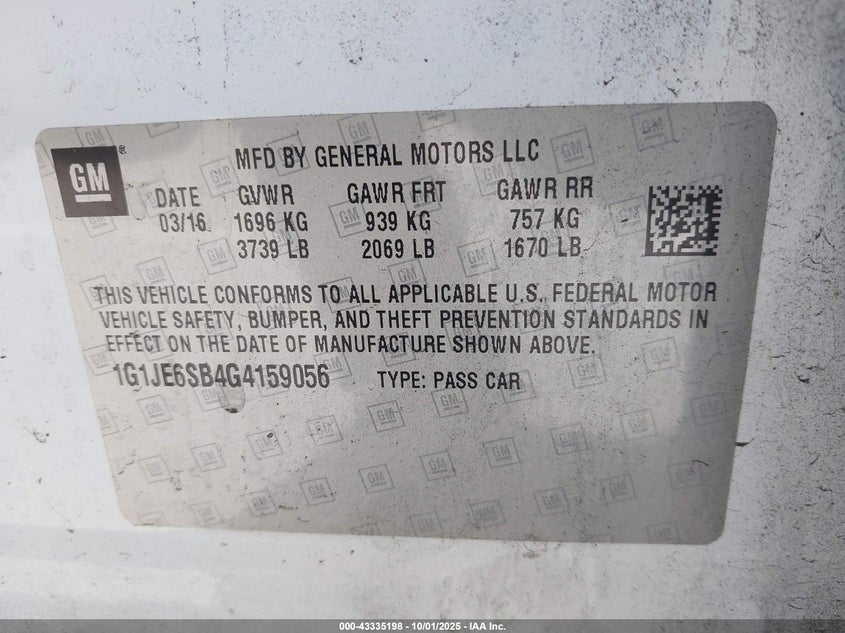 GM
MFD BY GENERAL MOTORS LLC
DATE GVWR GAWR FRT GAWR RR
03/16 1696 KG 939 KG 757 KG
3739 LB 2069 LB 1670 LB
THIS VEHICLE CONFORMS TO ALL APPLICABLE U.S. FEDERAL MOTOR
VEHICLE SAFETY, BUMPER, AND THEFT PREVENTION STANDARDS IN
EFFECT ON THE DATE OF MANUFACTURE SHOWN ABOVE.
1G1JE6SB4G4159056 TYPE: PASS CAR
000-43335198 - 10/01/2025 - IAA Inc.